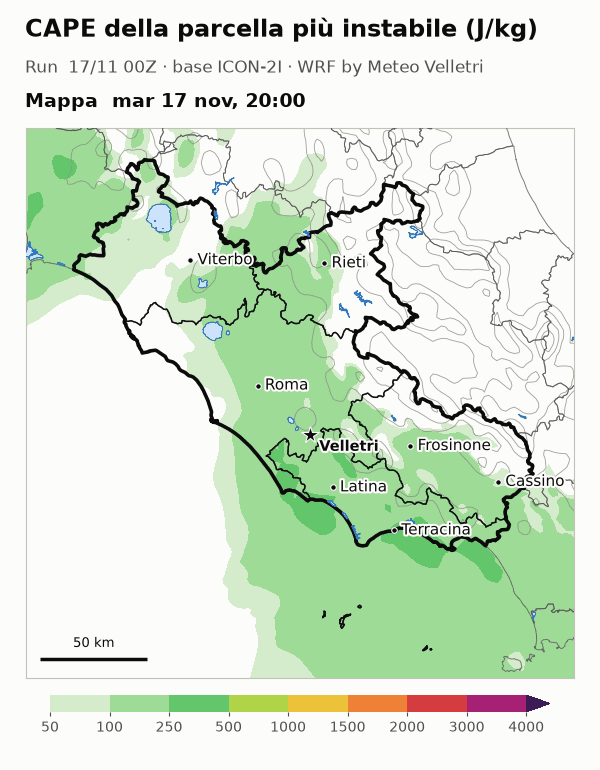 CAPE della parcella più instabile (J/kg)
Run  17/11 00Z · base ICON-2I · WRF by Meteo Velletri
Mappa  mar 17 nov, 20:00
Viterbo
Rieti
Roma
Velletri
Frosinone
Latina
Cassino
Terracina
50 km
50 100 250 500 1000 1500 2000 3000 4000